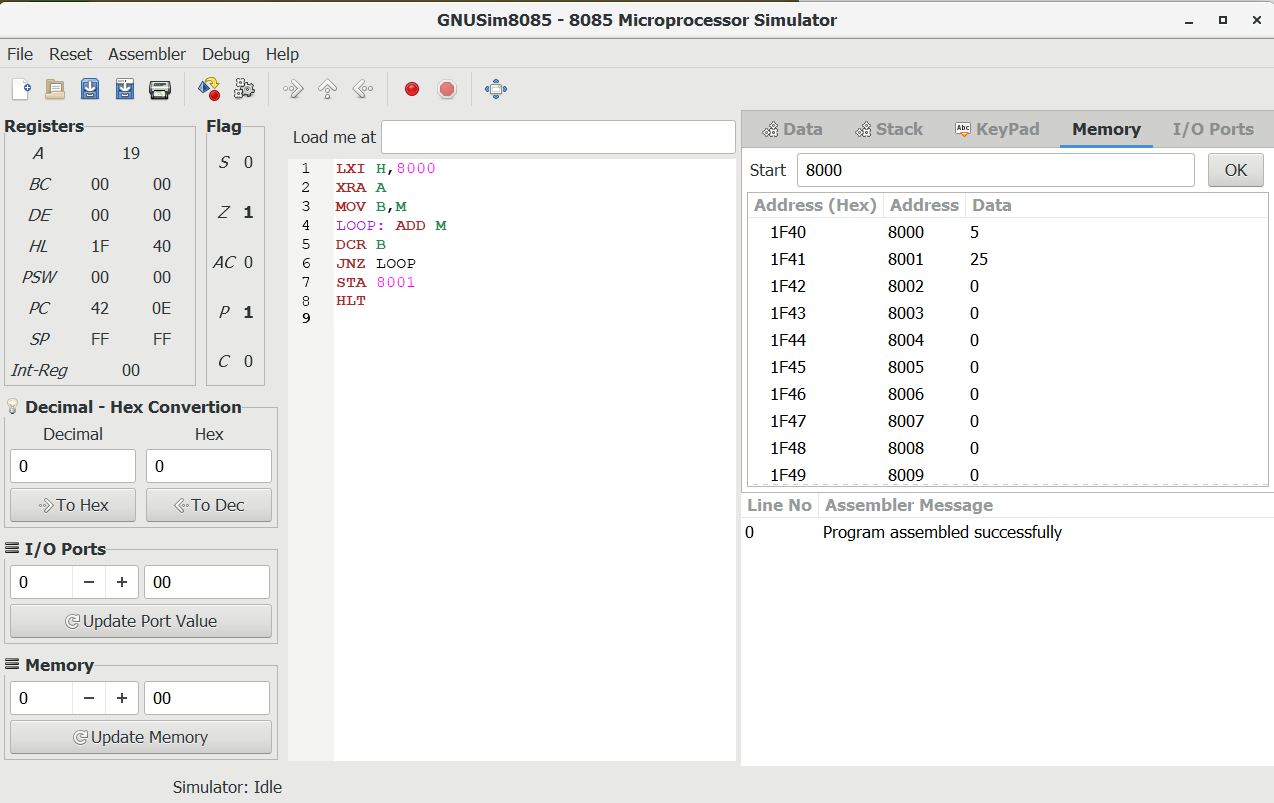 GNUSim8085 - 8085 Microprocessor Simulator
File Reset Assembler Debug Help
Registers
A 19
BC 00 00
DE 00 00
HL 1F 40
PSW 00 00
PC 42 0E
SP FF FF
Int-Reg 00
Flag
S 0
Z 1
AC 0
P 1
C 0
Decimal - Hex Convertion
Decimal Hex
0 0
To Hex To Dec
I/O Ports
0 − + 00
Update Port Value
Memory
0 − + 00
Update Memory
Load me at
1 LXI H,8000
2 XRA A
3 MOV B,M
4 LOOP: ADD M
5 DCR B
6 JNZ LOOP
7 STA 8001
8 HLT
9
Data Stack Abc KeyPad Memory I/O Ports
Start 8000 OK
Address (Hex) Address Data
1F40 8000 5
1F41 8001 25
1F42 8002 0
1F43 8003 0
1F44 8004 0
1F45 8005 0
1F46 8006 0
1F47 8007 0
1F48 8008 0
1F49 8009 0
Line No Assembler Message
0 Program assembled successfully
Simulator: Idle